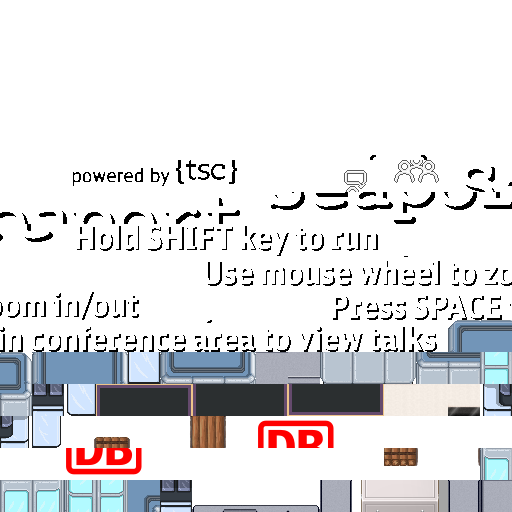 powered by {tsc}
Hold SHIFT key to run
Use mouse wheel to zo
oom in/out
Press SPACE
in conference area to view talks
DB
DB